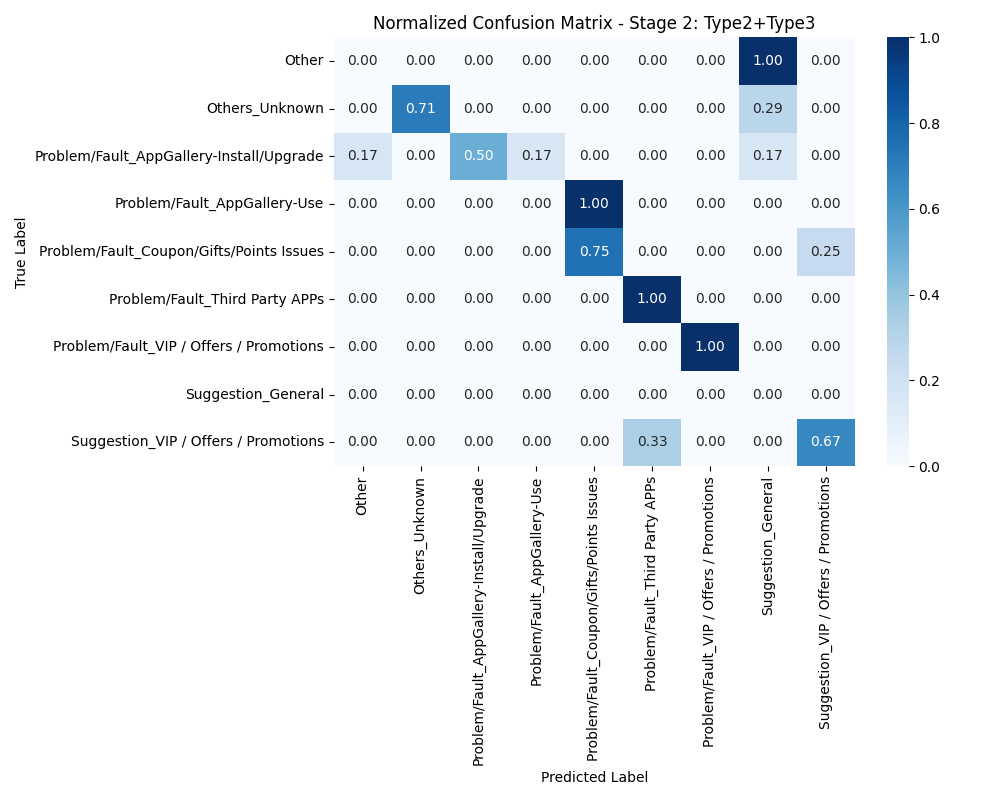 Normalized Confusion Matrix - Stage 2: Type2+Type3
True Label
Other 0.00 0.00 0.00 0.00 0.00 0.00 0.00 1.00 0.00
Others_Unknown 0.00 0.71 0.00 0.00 0.00 0.00 0.00 0.29 0.00
Problem/Fault_AppGallery-Install/Upgrade 0.17 0.00 0.50 0.17 0.00 0.00 0.00 0.17 0.00
Problem/Fault_AppGallery-Use 0.00 0.00 0.00 0.00 1.00 0.00 0.00 0.00 0.00
Problem/Fault_Coupon/Gifts/Points Issues 0.00 0.00 0.00 0.00 0.75 0.00 0.00 0.00 0.25
Problem/Fault_Third Party APPs 0.00 0.00 0.00 0.00 0.00 1.00 0.00 0.00 0.00
Problem/Fault_VIP / Offers / Promotions 0.00 0.00 0.00 0.00 0.00 0.00 1.00 0.00 0.00
Suggestion_General 0.00 0.00 0.00 0.00 0.00 0.00 0.00 0.00 0.00
Suggestion_VIP / Offers / Promotions 0.00 0.00 0.00 0.00 0.00 0.33 0.00 0.00 0.67
Other
Others_Unknown
Problem/Fault_AppGallery-Install/Upgrade
Problem/Fault_AppGallery-Use
Problem/Fault_Coupon/Gifts/Points Issues
Problem/Fault_Third Party APPs
Problem/Fault_VIP / Offers / Promotions
Suggestion_General
Suggestion_VIP / Offers / Promotions
Predicted Label
1.0
0.8
0.6
0.4
0.2
0.0